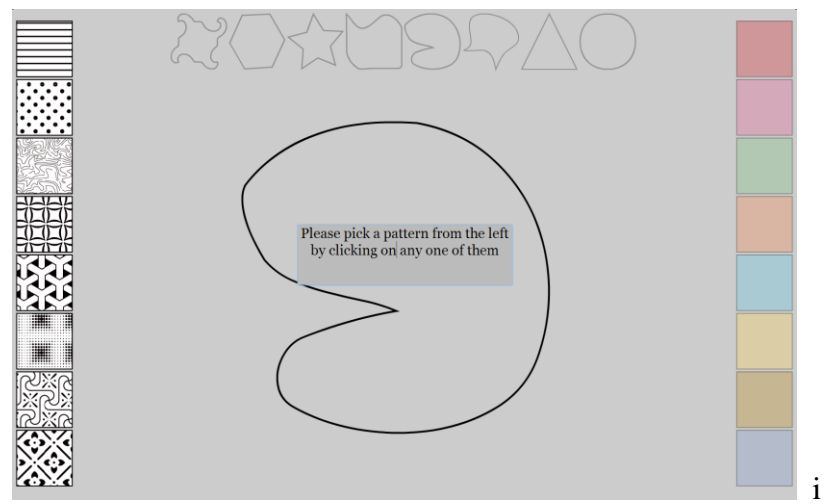 Please pick a pattern from the left
by clicking on any one of them
i